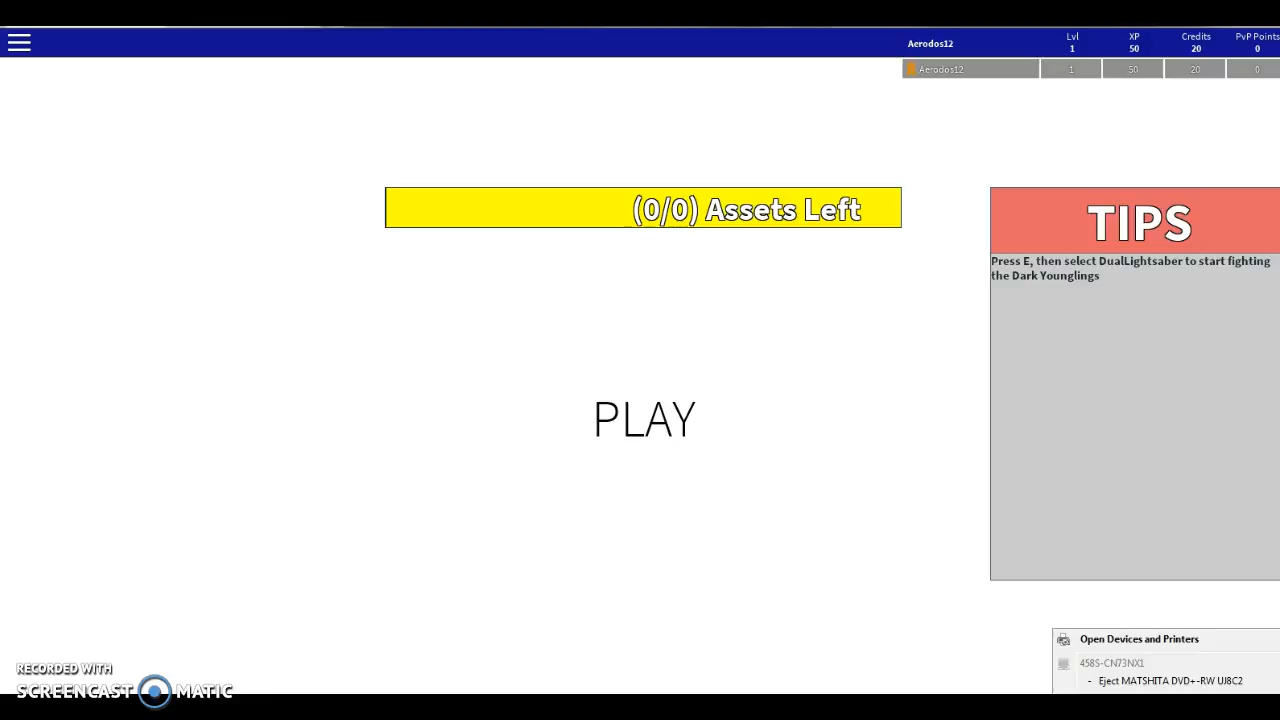 Aerodos12 Lvl XP Credits PvP Points
1 50 20 0
Aerodos12 1 50 20 0
(0/0) Assets Left
TIPS
Press E, then select DualLightsaber to start fighting
the Dark Younglings
PLAY
Open Devices and Printers
458S-CN73NX1
- Eject MATSHITA DVD+-RW UJ8C2
RECORDED WITH
SCREENCAST MATIC